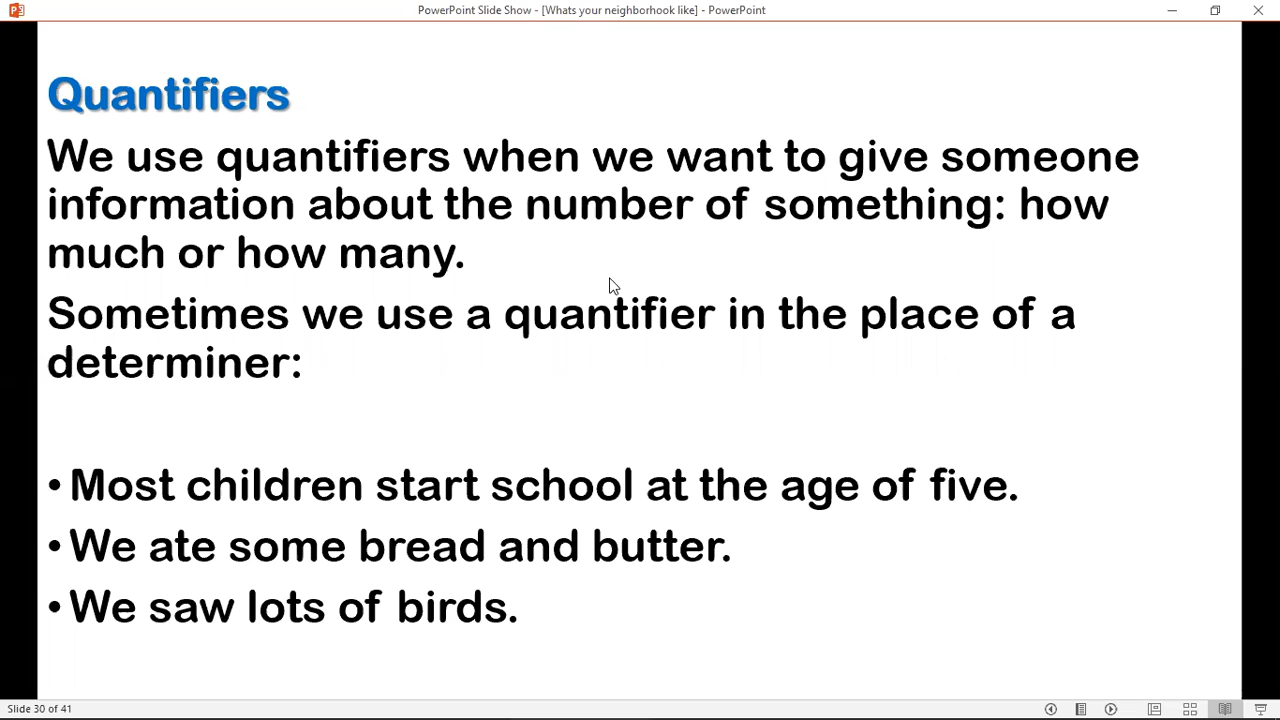 PowerPoint Slide Show - [Whats your neighborhook like] - PowerPoint
Quantifiers
We use quantifiers when we want to give someone
information about the number of something: how
much or how many.
Sometimes we use a quantifier in the place of a
determiner:
• Most children start school at the age of five.
• We ate some bread and butter.
• We saw lots of birds.
Slide 30 of 41